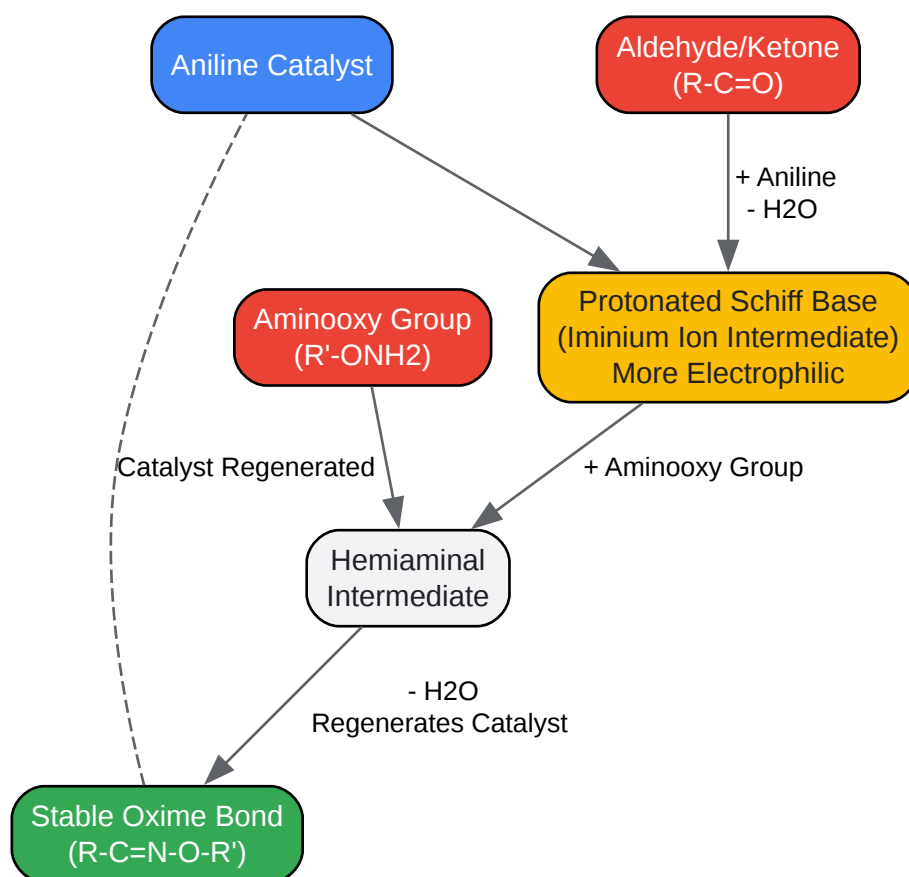 Aniline Catalyst
Aldehyde/Ketone
(R-C=O)
+ Aniline
- H2O
Protonated Schiff Base
(Iminium Ion Intermediate)
More Electrophilic
Aminooxy Group
(R'-ONH2)
Catalyst Regenerated
+ Aminooxy Group
Hemiaminal
Intermediate
- H2O
Regenerates Catalyst
Stable Oxime Bond
(R-C=N-O-R')